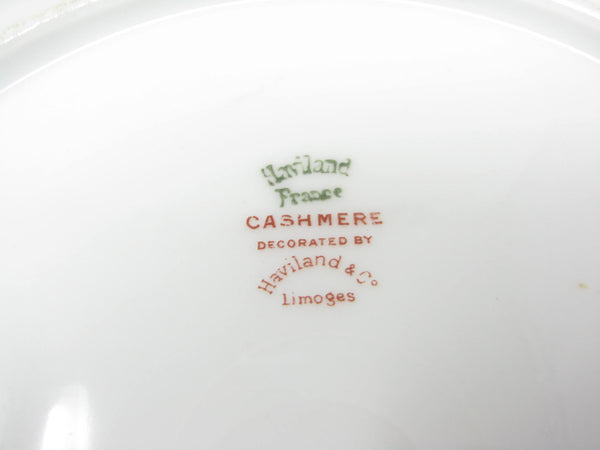 Haviland
France
CASHMERE
DECORATED BY
Haviland & Co
Limoges